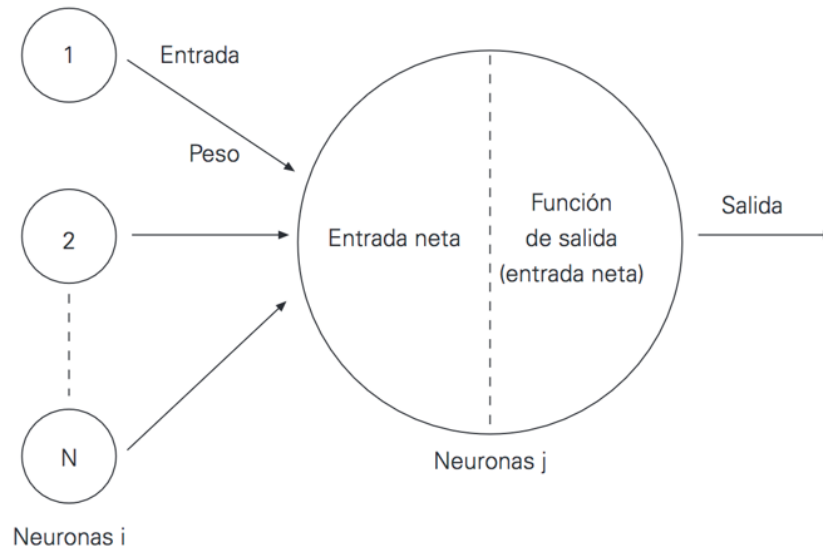 1
Entrada
Peso
2
Entrada neta
Función
de salida
(entrada neta)
Salida
N
Neuronas j
Neuronas i